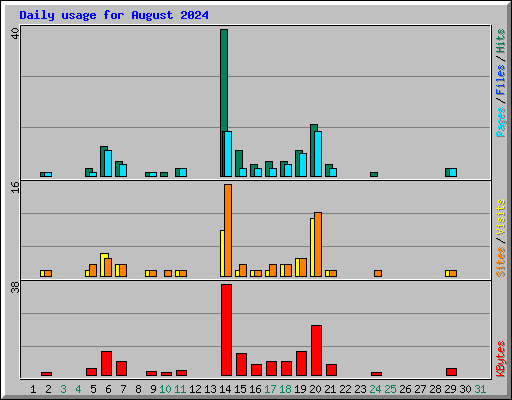 Daily usage for August 2024
40
Pages/Files/Hits
16
Sites/Visits
38
KBytes
1 2 3 4 5 6 7 8 9 10 11 12 13 14 15 16 17 18 19 20 21 22 23 24 25 26 27 28 29 30 31